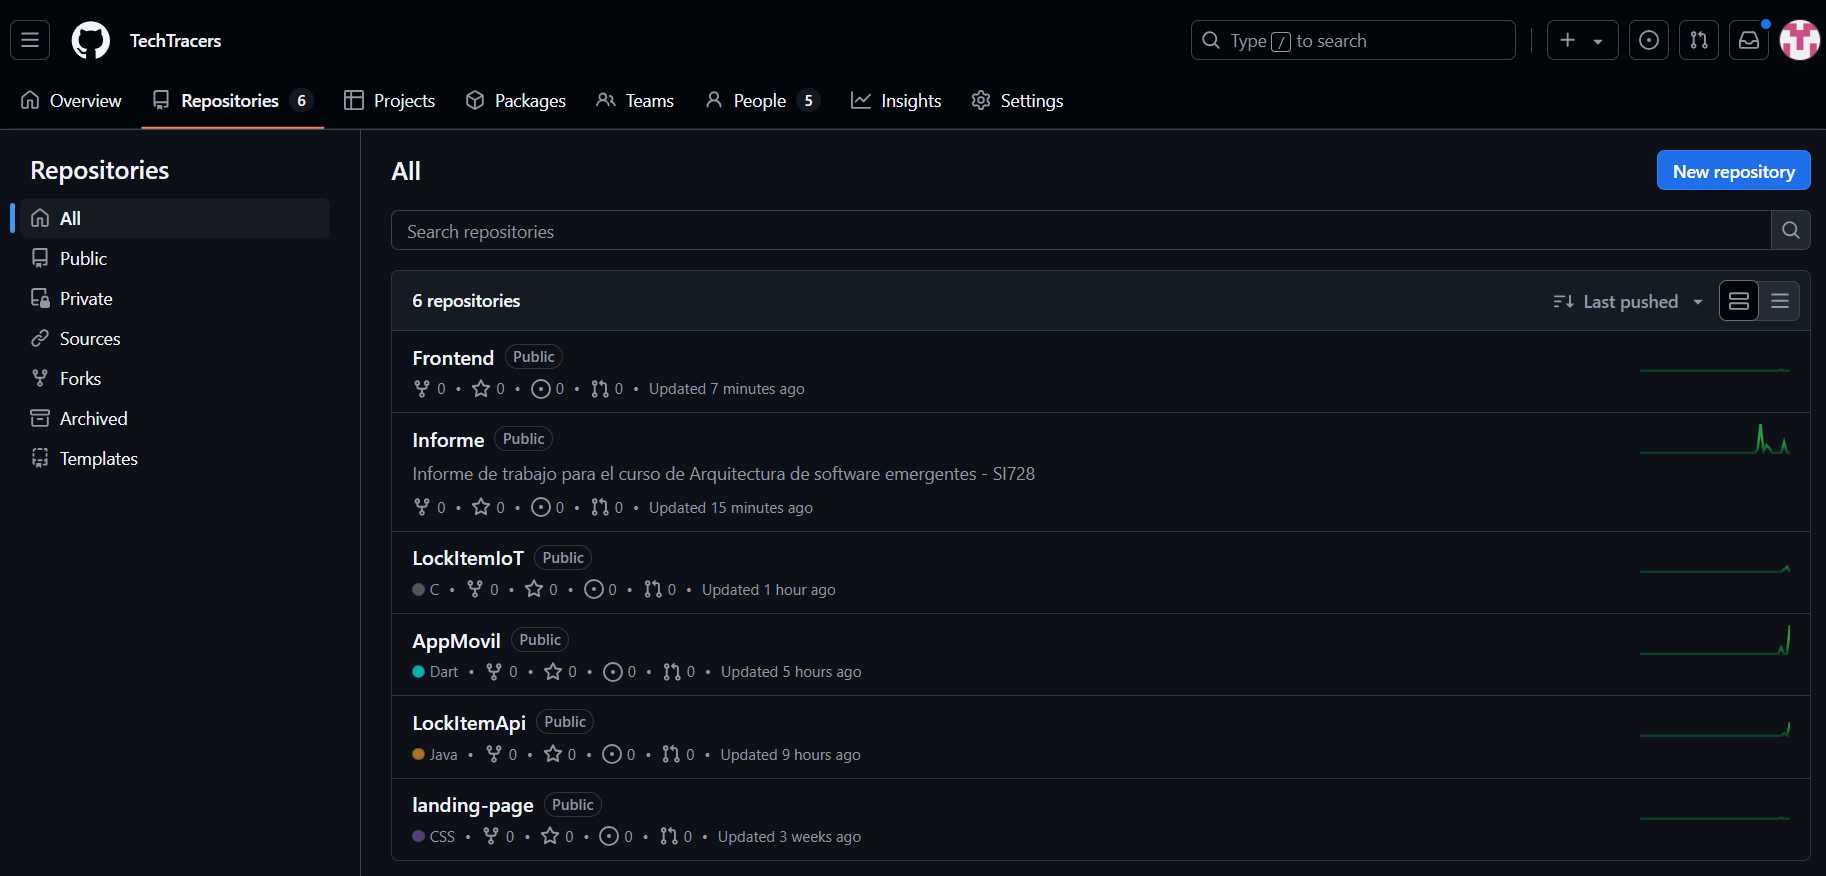 TechTracers
Type / to search
Overview
Repositories 6
Projects
Packages
Teams
People 5
Insights
Settings
Repositories
All
Public
Private
Sources
Forks
Archived
Templates
All
New repository
Search repositories
6 repositories
Last pushed
Frontend Public
0 • 0 • 0 • 0 • Updated 7 minutes ago
Informe Public
Informe de trabajo para el curso de Arquitectura de software emergentes - SI728
0 • 0 • 0 • 0 • Updated 15 minutes ago
LockItemIoT Public
C • 0 • 0 • 0 • 0 • Updated 1 hour ago
AppMovil Public
Dart • 0 • 0 • 0 • 0 • Updated 5 hours ago
LockItemApi Public
Java • 0 • 0 • 0 • 0 • Updated 9 hours ago
landing-page Public
CSS • 0 • 0 • 0 • 0 • Updated 3 weeks ago